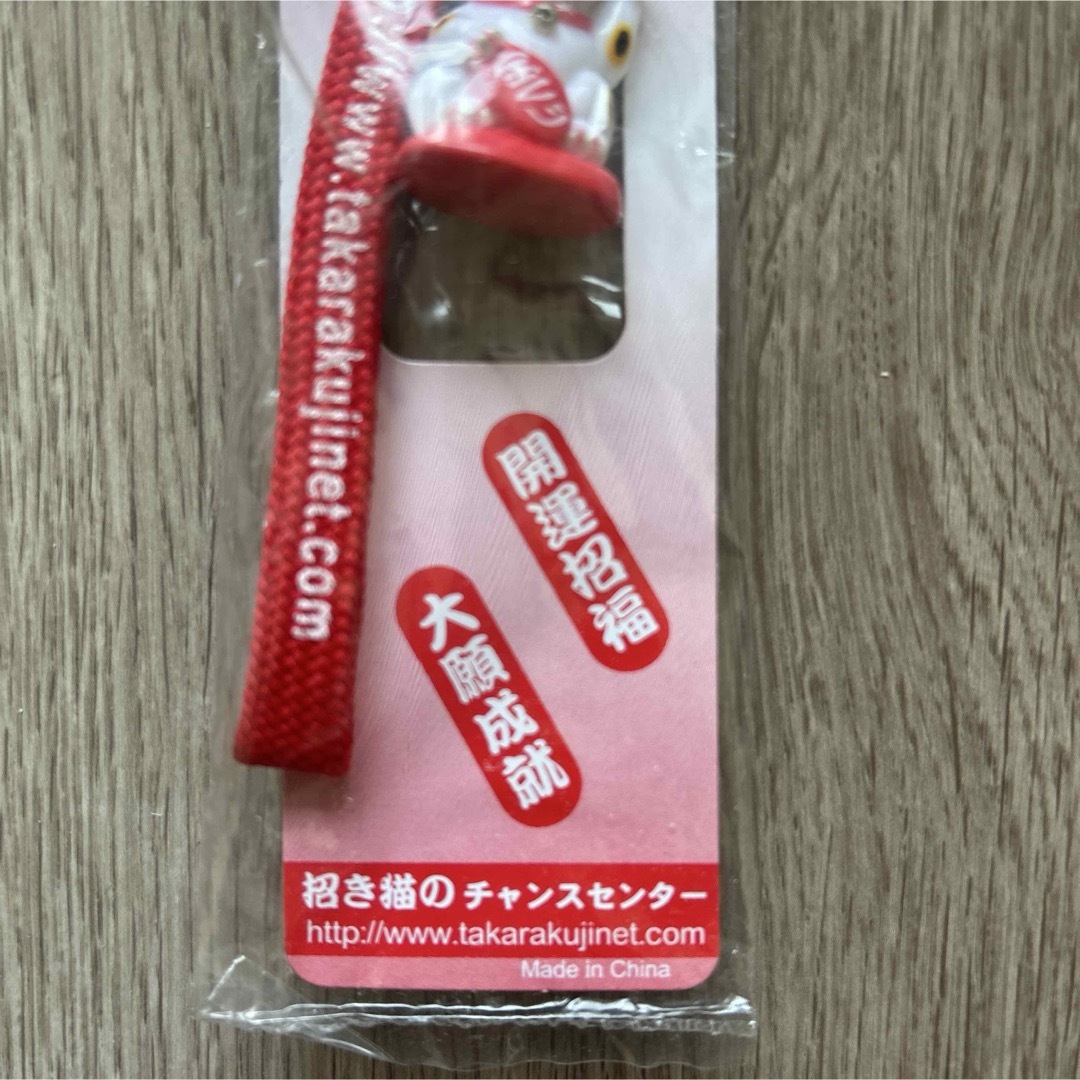 www.takarakujinet.com
開運招福
大願成就
招き猫のチャンスセンター
http://www.takarakujinet.com
Made in China